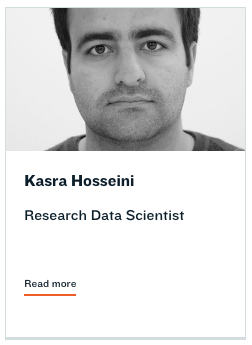 Kasra Hosseini
Research Data Scientist
Read more